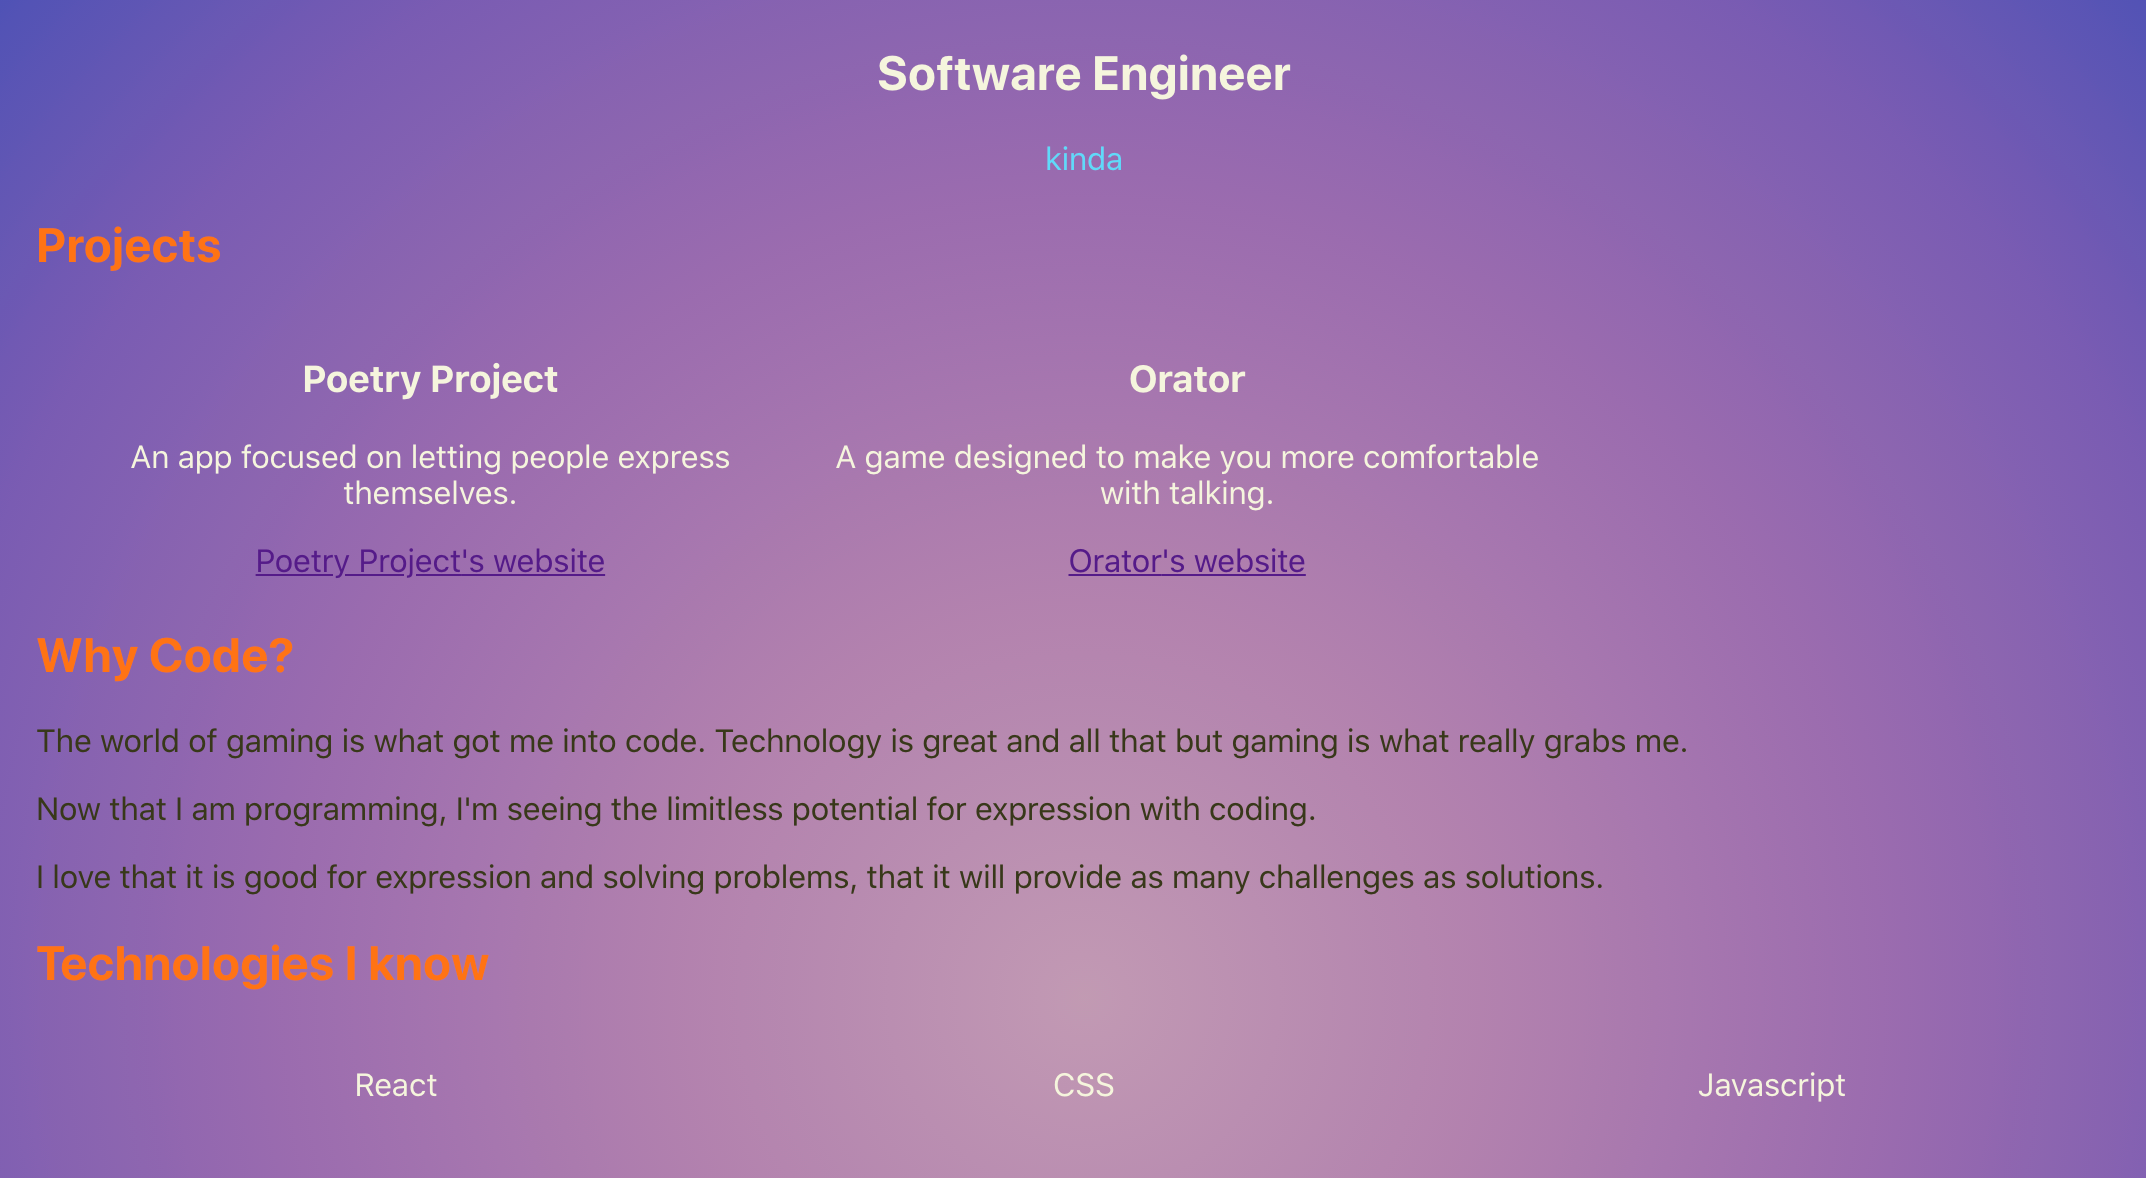 Software Engineer
kinda
Projects
Poetry Project
An app focused on letting people express
themselves.
Poetry Project's website
Orator
A game designed to make you more comfortable
with talking.
Orator's website
Why Code?
The world of gaming is what got me into code. Technology is great and all that but gaming is what really grabs me.
Now that I am programming, I'm seeing the limitless potential for expression with coding.
I love that it is good for expression and solving problems, that it will provide as many challenges as solutions.
Technologies I know
React
CSS
Javascript